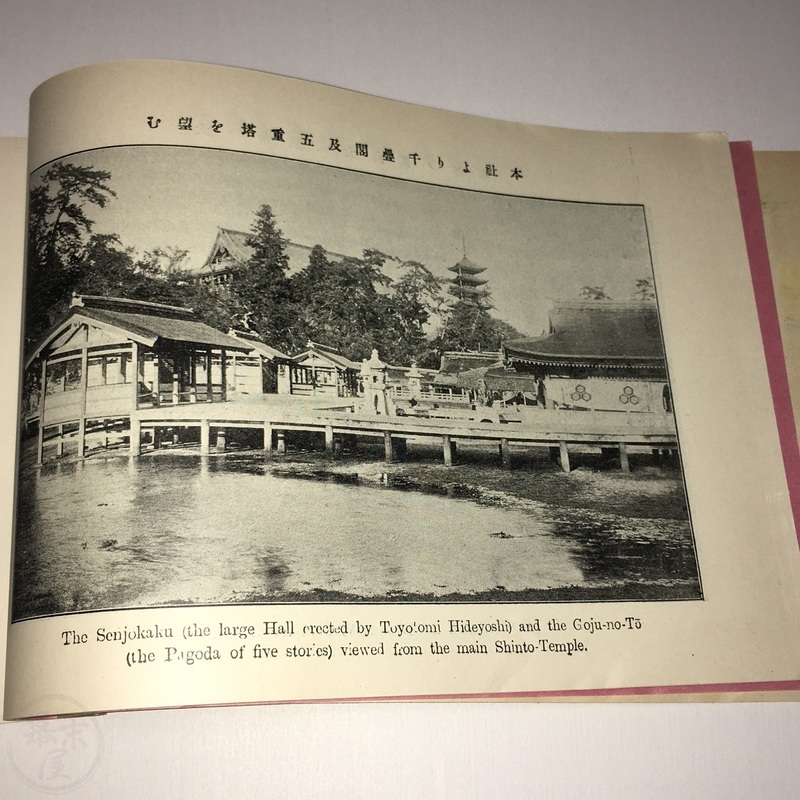 本社より千疊閣及五重塔を望む
The Senjokaku (the large Hall erected by Toyotomi Hideyoshi) and the Goju-no-Tō
(the Pagoda of five stories) viewed from the main Shinto-Temple.